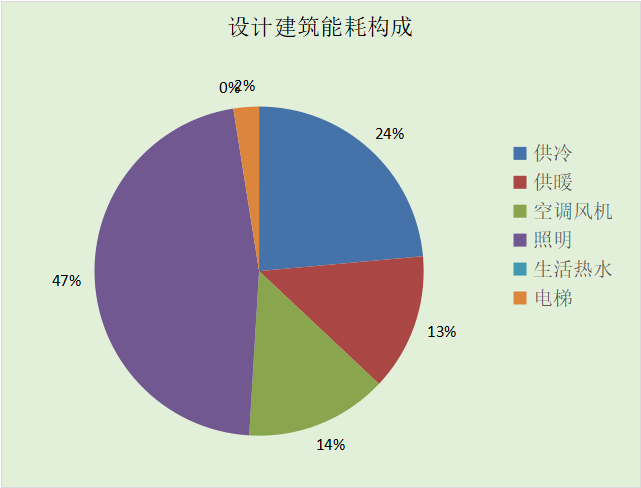 设计建筑能耗构成
0%
2%
24%
供冷
供暖
空调风机
照明
生活热水
电梯
47%
13%
14%